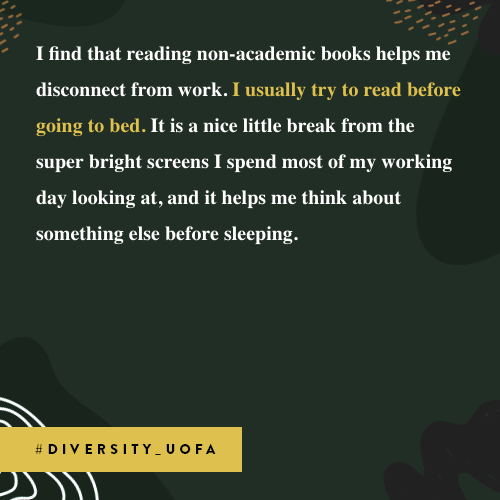 I find that reading non-academic books helps me
disconnect from work. I usually try to read before
going to bed. It is a nice little break from the
super bright screens I spend most of my working
day looking at, and it helps me think about
something else before sleeping.
#DIVERSITY_UOFA